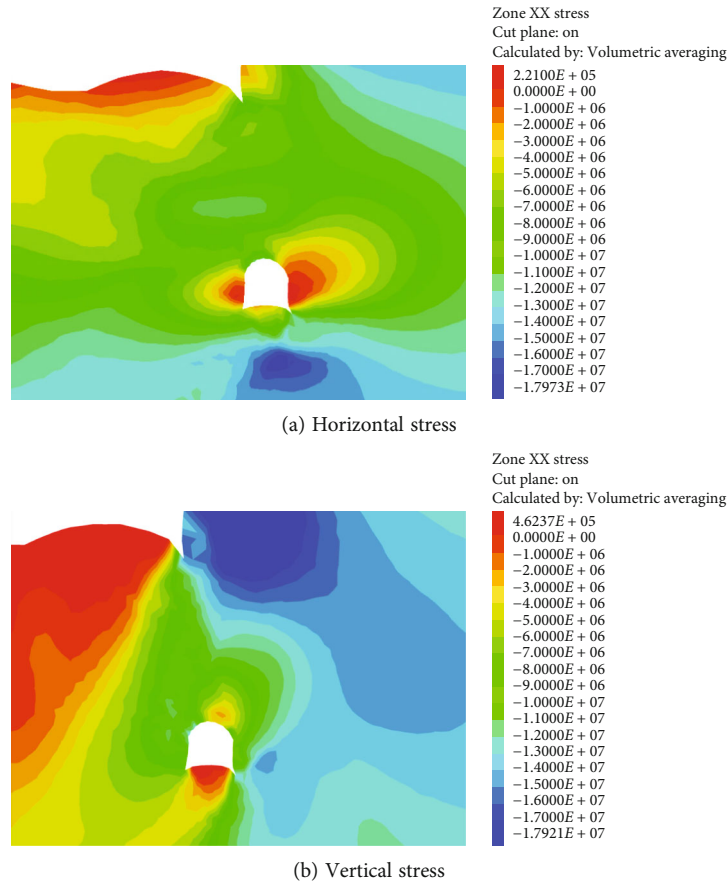 Zone XX stress
Cut plane: on
Calculated by: Volumetric averaging
2.2100E + 05
0.0000E + 00
−1.0000E + 06
−2.0000E + 06
−3.0000E + 06
−4.0000E + 06
−5.0000E + 06
−6.0000E + 06
−7.0000E + 06
−8.0000E + 06
−9.0000E + 06
−1.0000E + 07
−1.1000E + 07
−1.2000E + 07
−1.3000E + 07
−1.4000E + 07
−1.5000E + 07
−1.6000E + 07
−1.7000E + 07
−1.7973E + 07
(a) Horizontal stress
Zone XX stress
Cut plane: on
Calculated by: Volumetric averaging
4.6237E + 05
0.0000E + 00
−1.0000E + 06
−2.0000E + 06
−3.0000E + 06
−4.0000E + 06
−5.0000E + 06
−6.0000E + 06
−7.0000E + 06
−8.0000E + 06
−9.0000E + 06
−1.0000E + 07
−1.1000E + 07
−1.2000E + 07
−1.3000E + 07
−1.4000E + 07
−1.5000E + 07
−1.6000E + 07
−1.7000E + 07
−1.7921E + 07
(b) Vertical stress